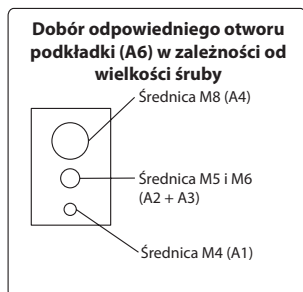 Dobór odpowiedniego otworu
podkładki (A6) w zależności od
wielkości śruby
Średnica M8 (A4)
Średnica M5 i M6
(A2 + A3)
Średnica M4 (A1)